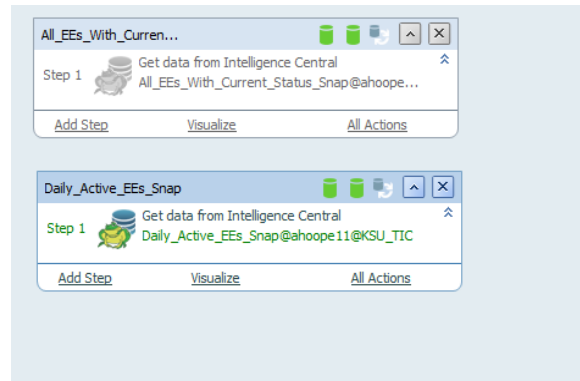 All_EEs_With_Curren...
Step 1
Get data from Intelligence Central
All_EEs_With_Current_Status_Snap@ahoope...
Add Step Visualize All Actions
Daily_Active_EEs_Snap
Step 1
Get data from Intelligence Central
Daily_Active_EEs_Snap@ahoope11@KSU_TIC
Add Step Visualize All Actions